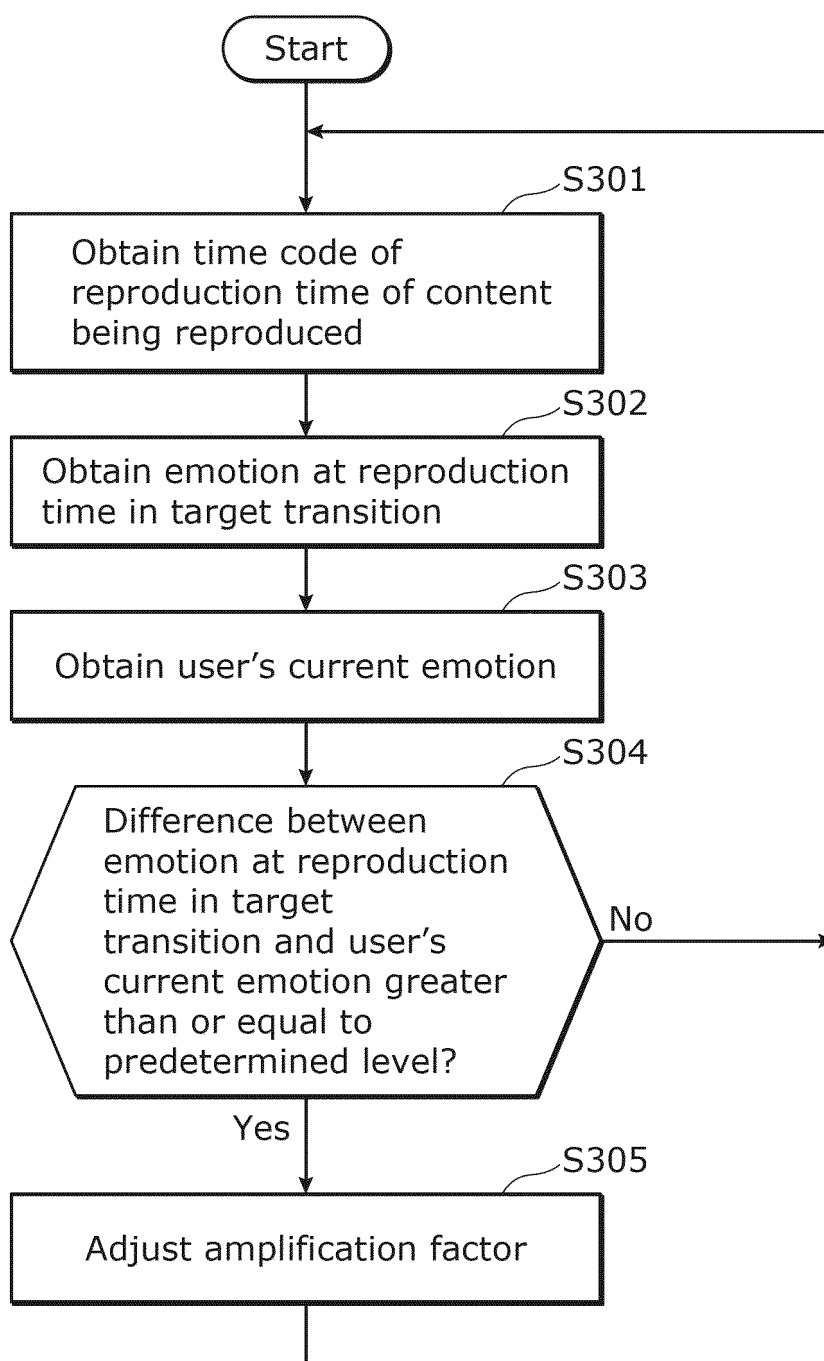 Start
S301
Obtain time code of
reproduction time of content
being reproduced
S302
Obtain emotion at reproduction
time in target transition
S303
Obtain user’s current emotion
S304
Difference between
emotion at reproduction
time in target
transition and user’s
current emotion greater
than or equal to
predetermined level?
No
Yes
S305
Adjust amplification factor